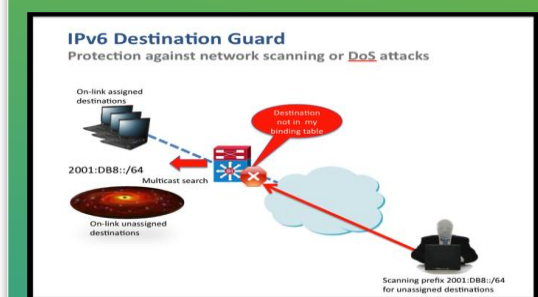 IPv6 Destination Guard
Protection against network scanning or DoS attacks
On-link assigned
destinations
Destination
not in my
binding table
2001:DB8::/64
Multicast search
On-link unassigned
destinations
Scanning prefix 2001:DB8::/64
for unassigned destinations